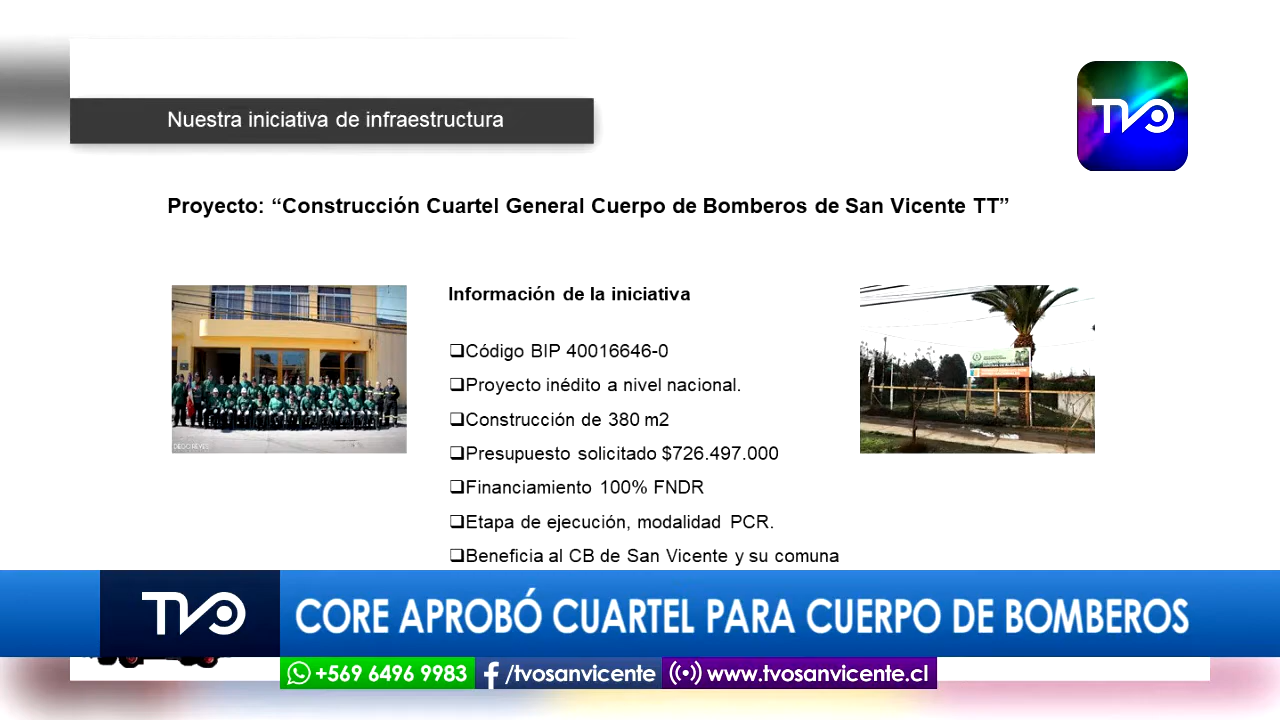 Nuestra iniciativa de infraestructura
TVO
Proyecto: “Construcción Cuartel General Cuerpo de Bomberos de San Vicente TT”
Información de la iniciativa
❑Código BIP 40016646-0
❑Proyecto inédito a nivel nacional.
❑Construcción de 380 m2
❑Presupuesto solicitado $726.497.000
❑Financiamiento 100% FNDR
❑Etapa de ejecución, modalidad PCR.
❑Beneficia al CB de San Vicente y su comuna
DIEGO REYES
TVO
CORE APROBÓ CUARTEL PARA CUERPO DE BOMBEROS
+569 6496 9983
/tvosanvicente
www.tvosanvicente.cl